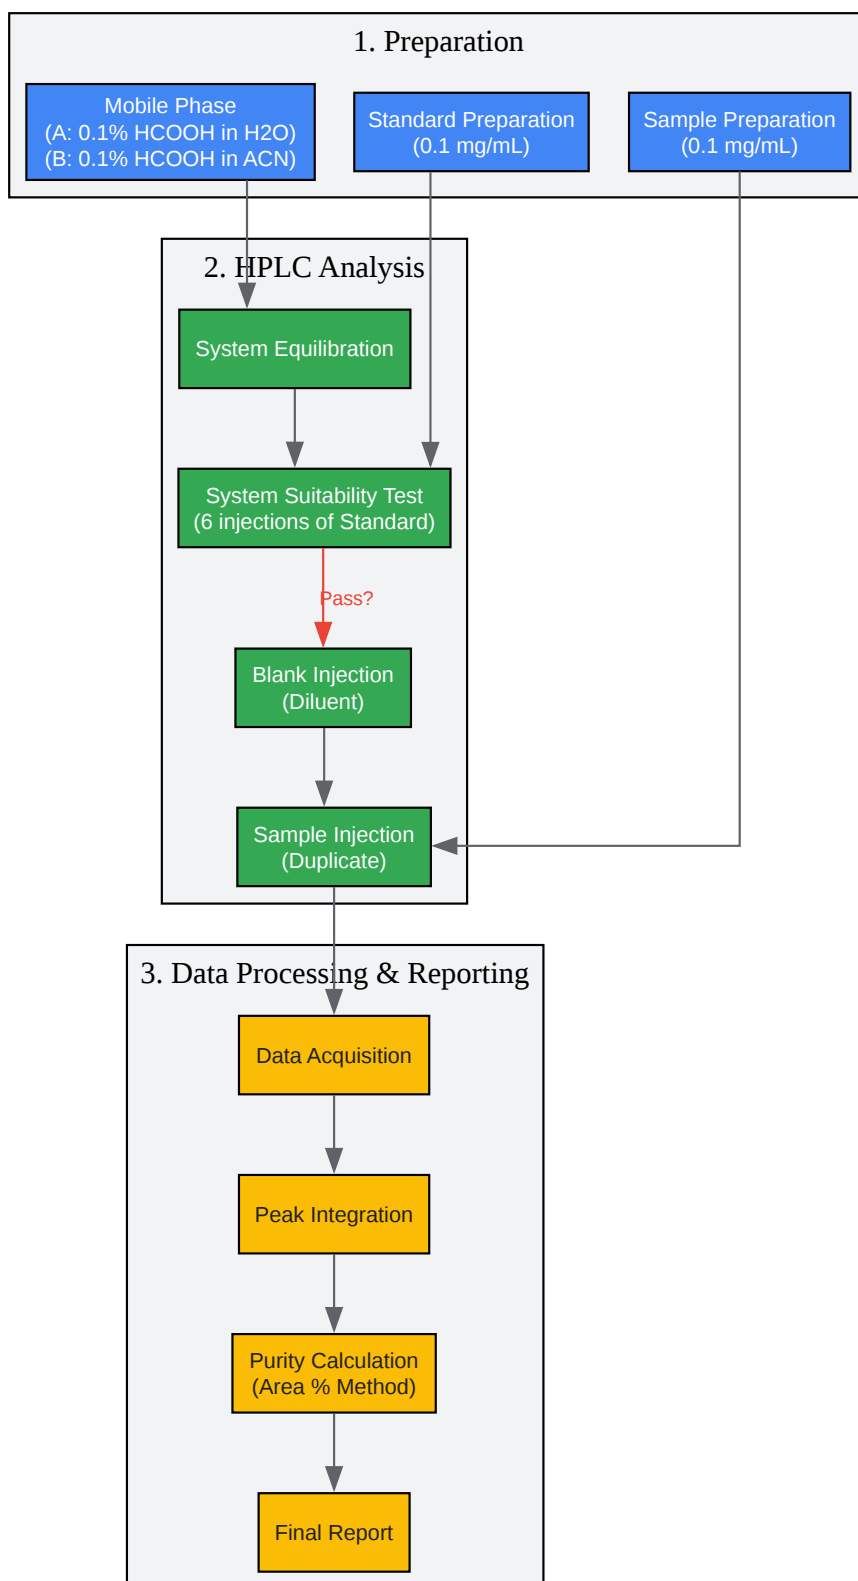 1. Preparation
Mobile Phase
(A: 0.1% HCOOH in H2O)
(B: 0.1% HCOOH in ACN)
Standard Preparation
(0.1 mg/mL)
Sample Preparation
(0.1 mg/mL)
2. HPLC Analysis
System Equilibration
System Suitability Test
(6 injections of Standard)
Pass?
Blank Injection
(Diluent)
Sample Injection
(Duplicate)
3. Data Processing & Reporting
Data Acquisition
Peak Integration
Purity Calculation
(Area % Method)
Final Report